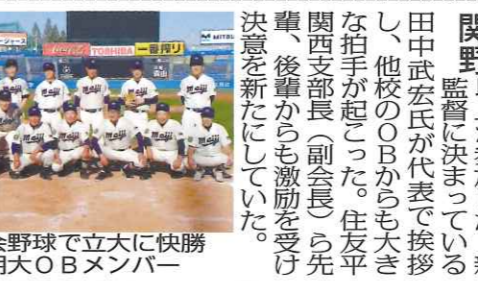 関
野
監督に決まっている
田中武宏氏が代表で挨拶
し、他校のOBからも大き
な拍手が起こった。住友平
関西支部長（副会長）ら先
輩、後輩からも激励を受け
決意を新たにしていた。
TOSHIBA
一番搾り
Meiji
野球で立大に快勝
大OBメンバー